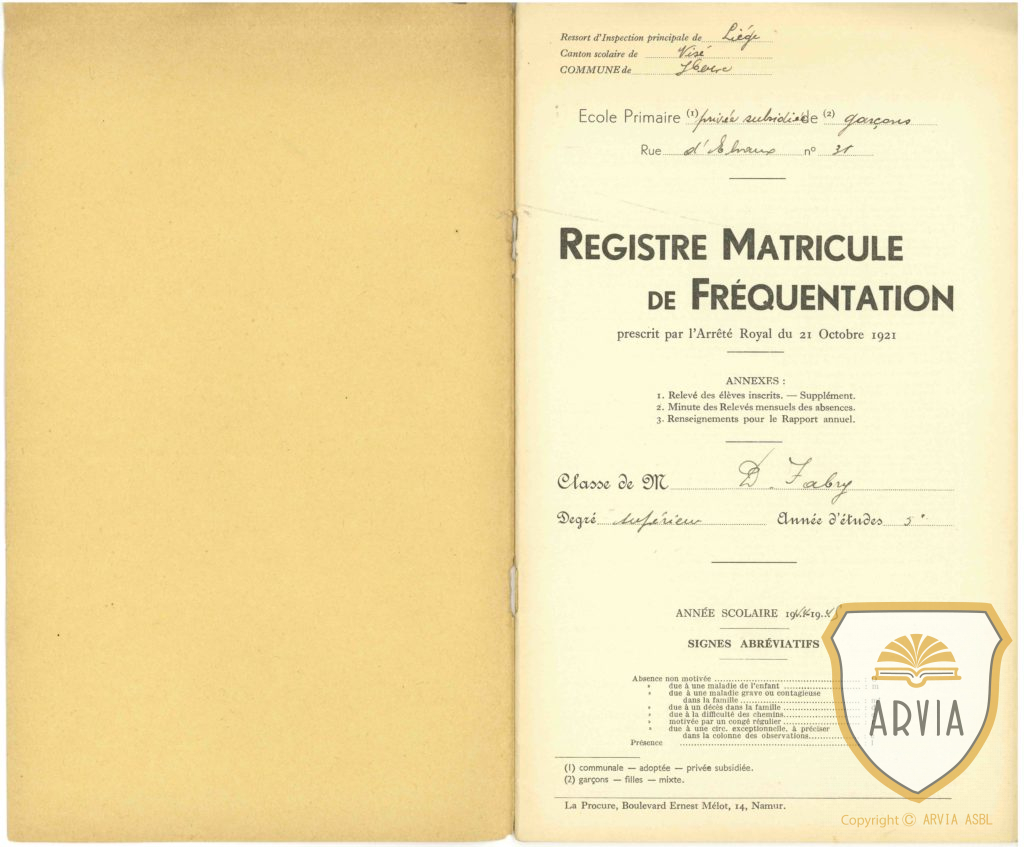 Ressort d'Inspection principale de Liége
Canton scolaire de Visé
COMMUNE de
Ecole Primaire (1) privée subsidiée de (2) garçons
Rue n° 31
REGISTRE MATRICULE
DE FRÉQUENTATION
prescrit par l'Arrêté Royal du 21 Octobre 1921
ANNEXES :
1. Relevé des élèves inscrits. — Supplément.
2. Minute des Relevés mensuels des absences.
3. Renseignements pour le Rapport annuel.
Classe de M D. Fabry
Degré supérieur Année d'études 5e
ANNÉE SCOLAIRE 1944-19
SIGNES ABRÉVIATIFS
Absence non motivée
» due à une maladie de l'enfant
» due à une maladie grave ou contagieuse
dans la famille
» due à un décès dans la famille
» due à la difficulté des chemins
» motivée par un congé régulier
» due à une circ. exceptionnelle, à préciser
dans la colonne des observations
Présence
(1) communale — adoptée — privée subsidiée.
(2) garçons — filles — mixte.
La Procure, Boulevard Ernest Mélot, 14, Namur.
ARVIA
Copyright © ARVIA ASBL